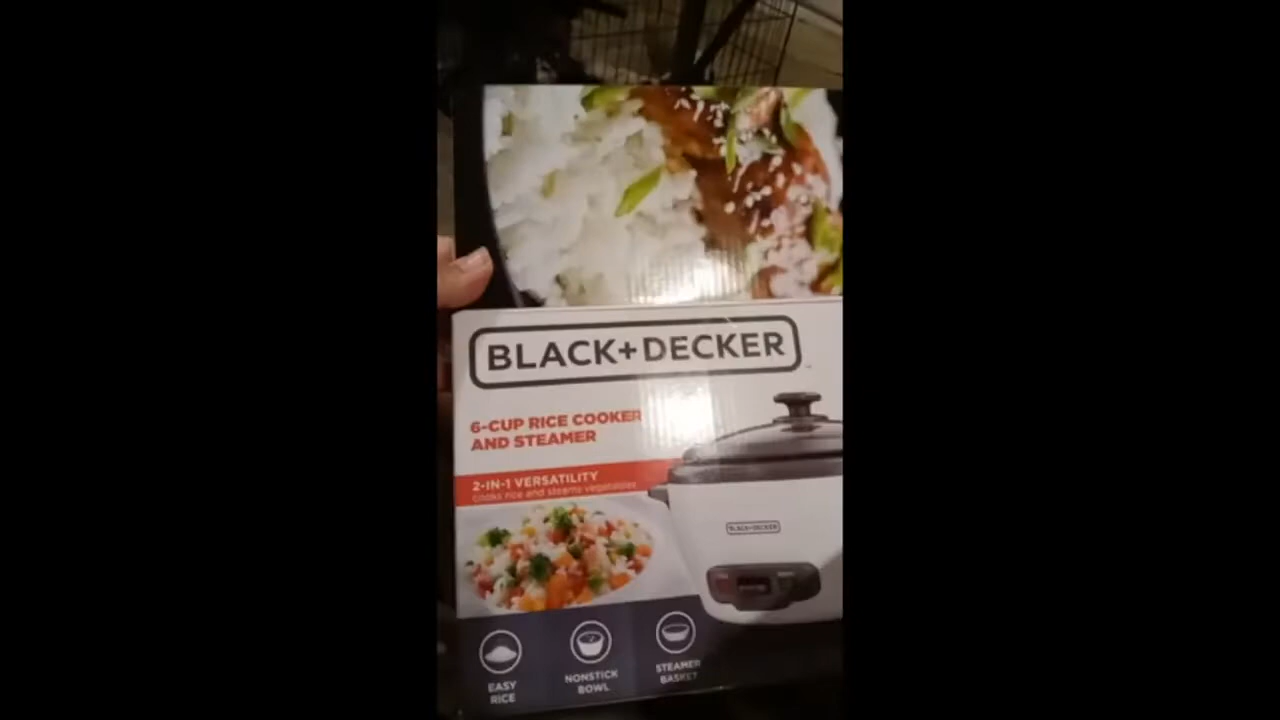 BLACK+DECKER
6-CUP RICE COOKER
AND STEAMER
2-IN-1 VERSATILITY
cooks rice and steams vegetables
BLACK+DECKER
EASY
RICE
NONSTICK
BOWL
STEAMER
BASKET